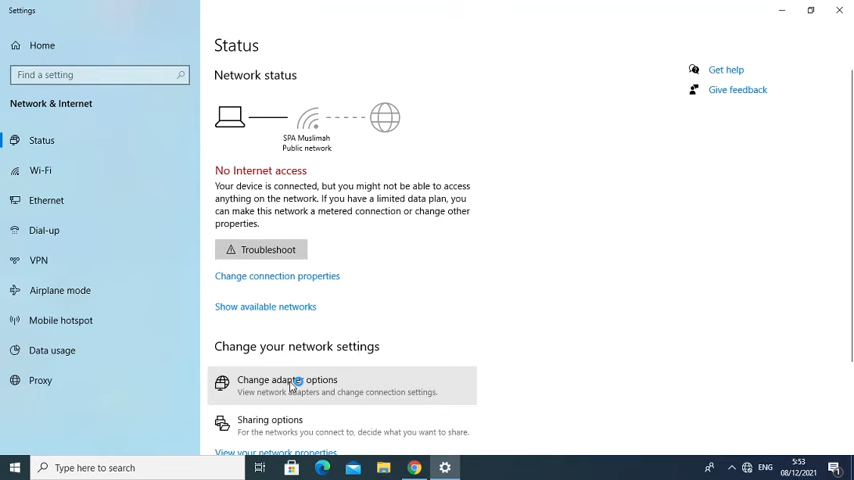 Settings
Home
Find a setting
Network & Internet
Status
Wi-Fi
Ethernet
Dial-up
VPN
Airplane mode
Mobile hotspot
Data usage
Proxy
Status
Network status
SPA Muslimah
Public network
No Internet access
Your device is connected, but you might not be able to access
anything on the network. If you have a limited data plan, you
can make this network a metered connection or change other
properties.
Troubleshoot
Change connection properties
Show available networks
Change your network settings
Change adapter options
View network adapters and change connection settings.
Sharing options
For the networks you connect to, decide what you want to share.
View your network properties
Get help
Give feedback
Type here to search
ENG
5:53
08/12/2021
1